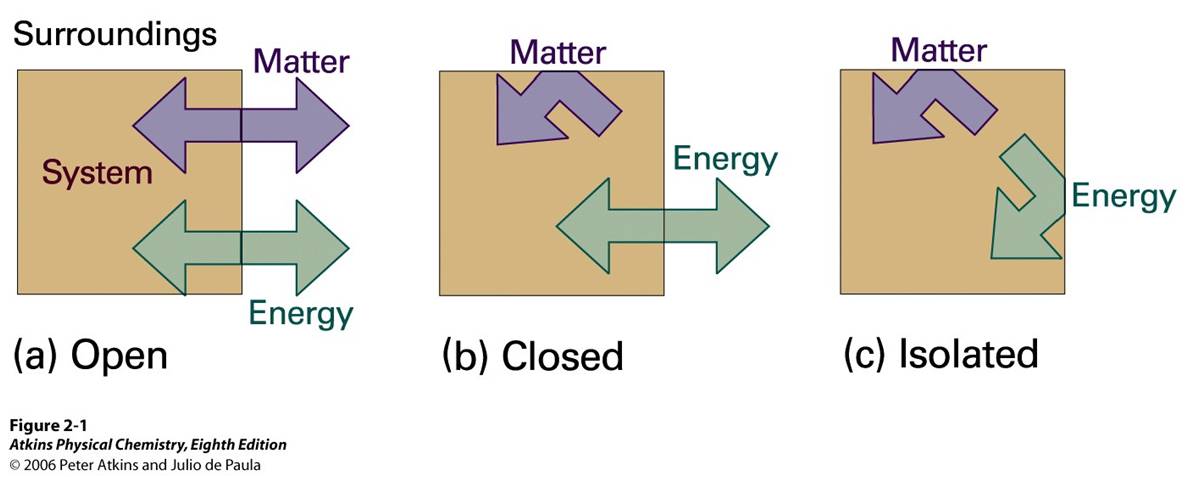 Surroundings
Matter
System
Energy
(a) Open
Matter
Energy
(b) Closed
Matter
Energy
(c) Isolated
Figure 2-1
Atkins Physical Chemistry, Eighth Edition
© 2006 Peter Atkins and Julio de Paula